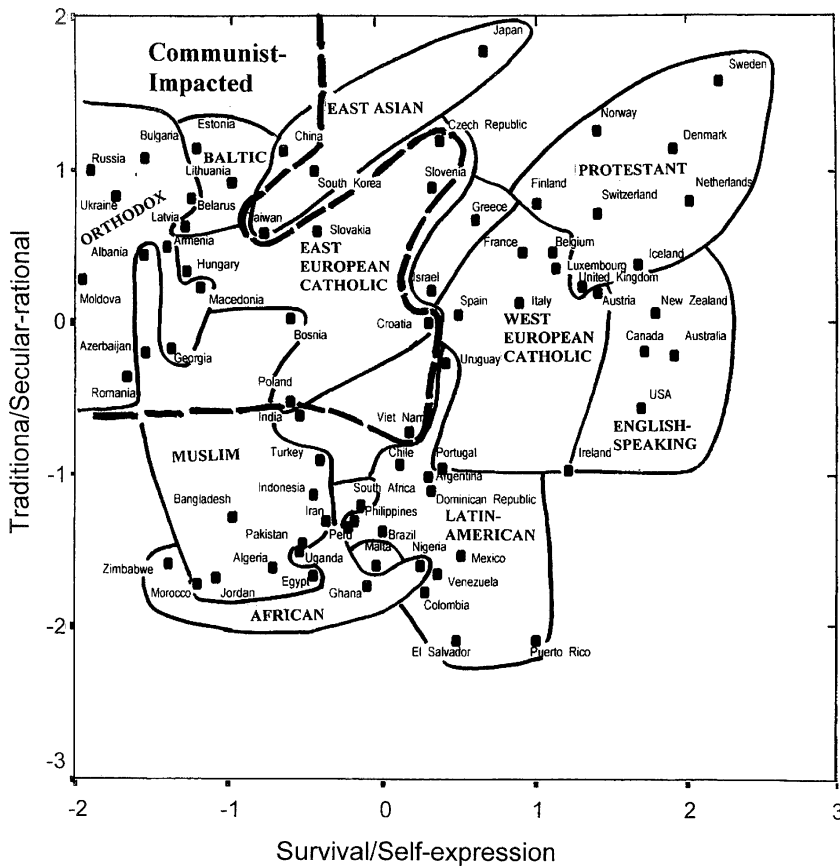 2
Communist-
Impacted
Japan
Sweden
EAST ASIAN
Norway
Estonia
Czech Republic
Bulgaria
China
Denmark
BALTIC
Russia
1
Lithuania
South Korea
Slovenia
PROTESTANT
Finland
Switzerland
Netherlands
Ukraine
Belarus
ORTHODOX
Latvia
Taiwan
Slovakia
Greece
Armenia
EAST
EUROPEAN
CATHOLIC
France
Belgium
Albania
Hungary
Israel
Luxembourg
Iceland
United Kingdom
Moldova
Macedonia
Spain
Italy
Austria
New Zealand
0
Croatia
WEST
EUROPEAN
CATHOLIC
Bosnia
Canada
Australia
Azerbaijan
Georgia
Uruguay
Romania
Poland
USA
India
Viet Nam
ENGLISH-
SPEAKING
MUSLIM
Turkey
Chile
Portugal
Ireland
-1
Argentina
Indonesia
South Africa
Dominican Republic
Bangladesh
Iran
Philippines
LATIN-
AMERICAN
Pakistan
Peru
Brazil
Malta
Nigeria
Zimbabwe
Algeria
Uganda
Mexico
Morocco
Jordan
Egypt
Ghana
Venezuela
Colombia
AFRICAN
-2
El Salvador
Puerto Rico
-3
-2
-1
0
1
2
3
Traditiona/Secular-rational
Survival/Self-expression